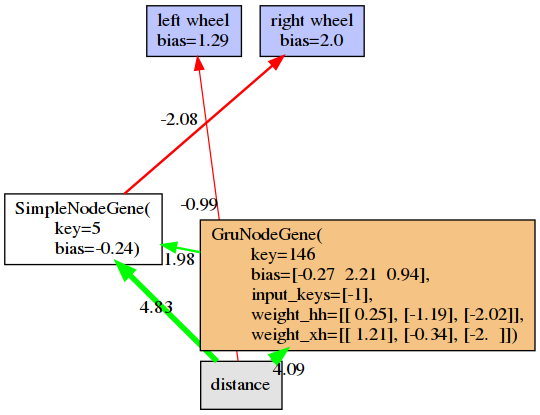 left wheel
bias=1.29
right wheel
bias=2.0
-2.08
-0.99
SimpleNodeGene(
key=5
bias=-0.24)
1.98
GruNodeGene(
key=146
bias=[-0.27 2.21 0.94],
input_keys=[-1],
weight_hh=[[ 0.25], [-1.19], [-2.02]],
weight_xh=[[ 1.21], [-0.34], [-2. ]])
4.83
4.09
distance